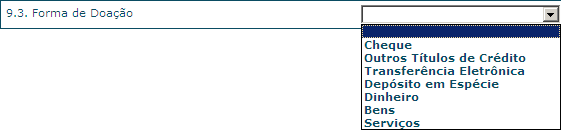 9.3. Forma de Doação
Cheque
Outros Títulos de Crédito
Transferência Eletrônica
Depósito em Espécie
Dinheiro
Bens
Serviços